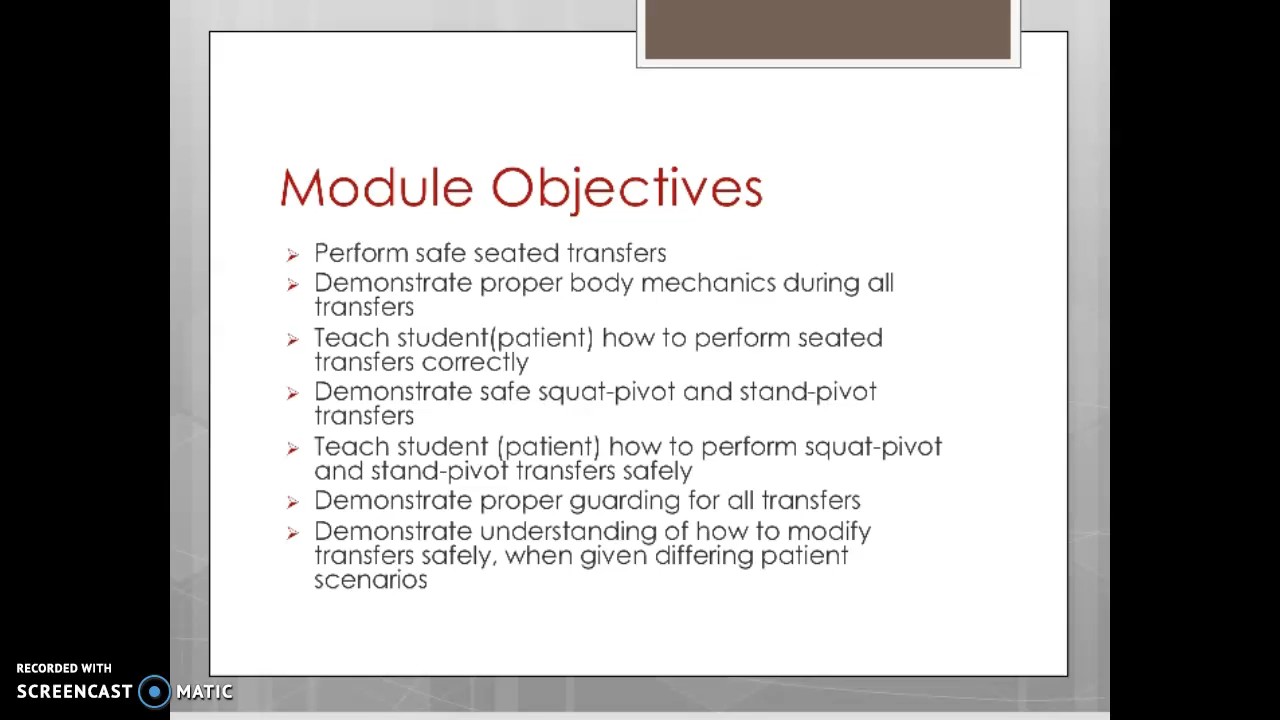 Module Objectives
Perform safe seated transfers
Demonstrate proper body mechanics during all
transfers
Teach student(patient) how to perform seated
transfers correctly
Demonstrate safe squat-pivot and stand-pivot
transfers
Teach student (patient) how to perform squat-pivot
and stand-pivot transfers safely
Demonstrate proper guarding for all transfers
Demonstrate understanding of how to modify
transfers safely, when given differing patient
scenarios
RECORDED WITH
SCREENCAST MATIC